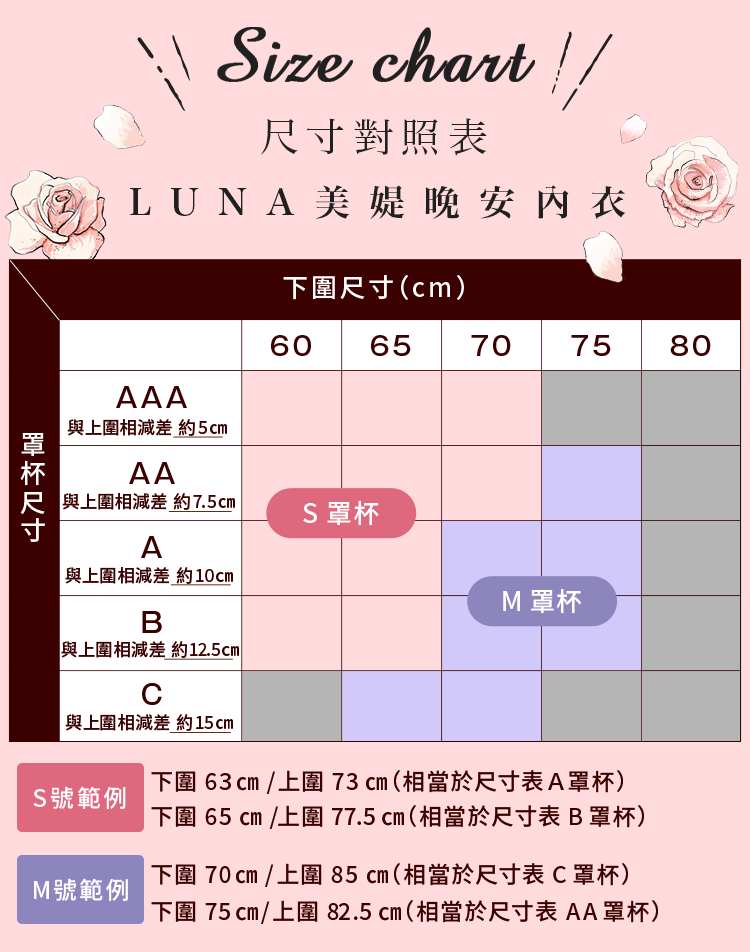 Size chart
尺寸對照表
LUNA美媞晚安內衣
下圍尺寸(cm)
60 65 70 75 80
罩杯尺寸
AAA
與上圍相減差 約5cm
AA
與上圍相減差 約7.5cm
S 罩杯
A
與上圍相減差 約10cm
M 罩杯
B
與上圍相減差 約12.5cm
C
與上圍相減差 約15cm
S號範例
下圍 63 cm /上圍 73 cm(相當於尺寸表A罩杯)
下圍 65 cm /上圍 77.5 cm(相當於尺寸表 B 罩杯)
M號範例
下圍 70cm /上圍 85 cm(相當於尺寸表 C 罩杯)
下圍 75cm/上圍 82.5 cm(相當於尺寸表 AA罩杯)